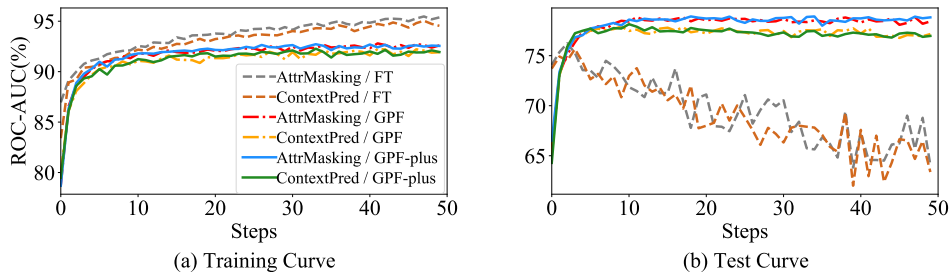 ROC-AUC(%)
95
90
85
80
AttrMasking / FT
ContextPred / FT
AttrMasking / GPF
ContextPred / GPF
AttrMasking / GPF-plus
ContextPred / GPF-plus
0 10 20 30 40 50
Steps
(a) Training Curve
75
70
65
0 10 20 30 40 50
Steps
(b) Test Curve